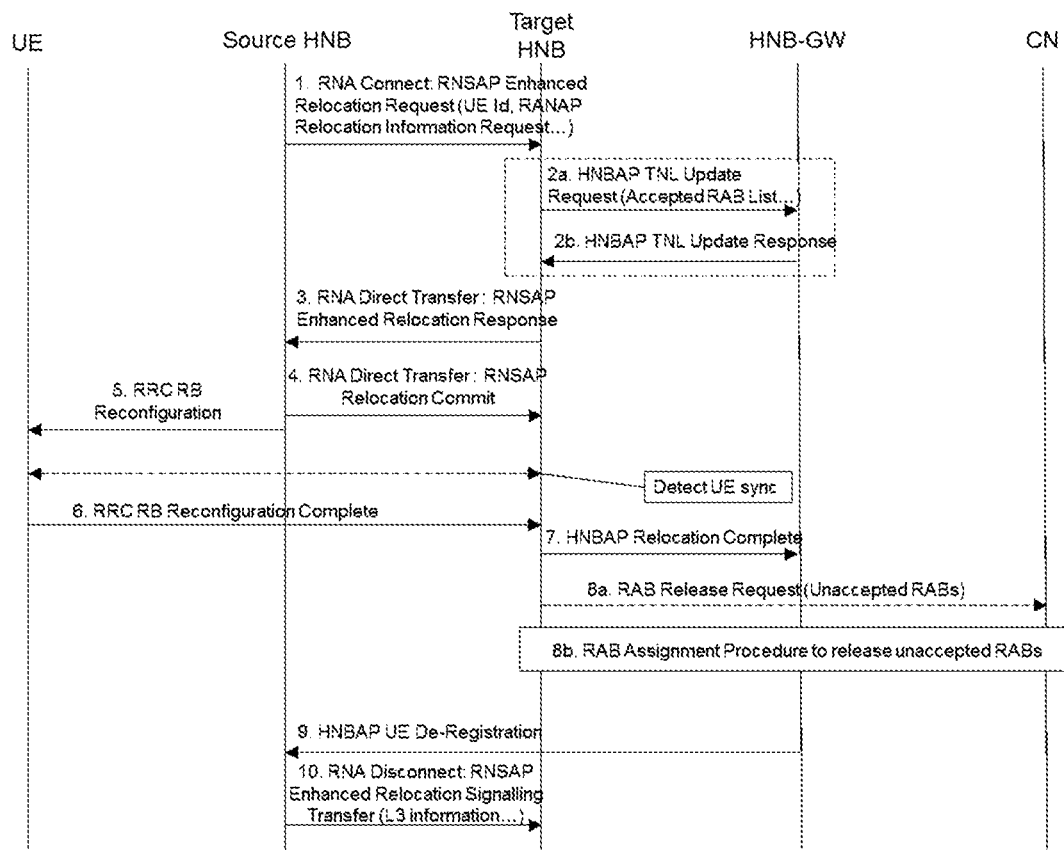 UE
Source HNB
Target
HNB
HNB-GW
CN
1. RNA Connect: RNSAP Enhanced
Relocation Request (UE Id, RANAP
Relocation Information Request...)
2a. HNBAP TNL Update
Request (Accepted RAB List...)
2b. HNBAP TNL Update Response
3. RNA Direct Transfer : RNSAP
Enhanced Relocation Response
4. RNA Direct Transfer : RNSAP
Relocation Commit
5. RRC RB
Reconfiguration
Detect UE sync
6. RRC RB Reconfiguration Complete
7. HNBAP Relocation Complete
8a. RAB Release Request (Unaccepted RABs)
8b. RAB Assignment Procedure to release unaccepted RABs
9. HNBAP UE De-Registration
10. RNA Disconnect: RNSAP
Enhanced Relocation Signalling
Transfer (L3 information...)